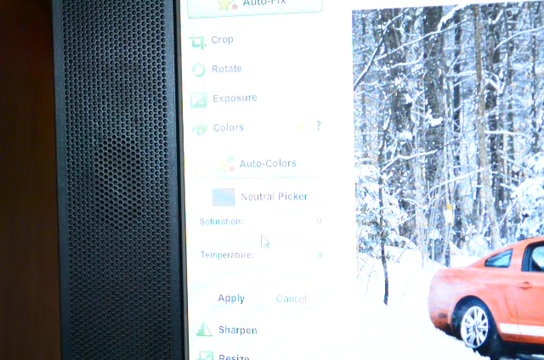 Auto-Fix
Crop
Rotate
Exposure
Colors ?
Auto-Colors
Neutral Picker
Saturation: 0
Temperature: 0
Apply Cancel
Sharpen
Resize